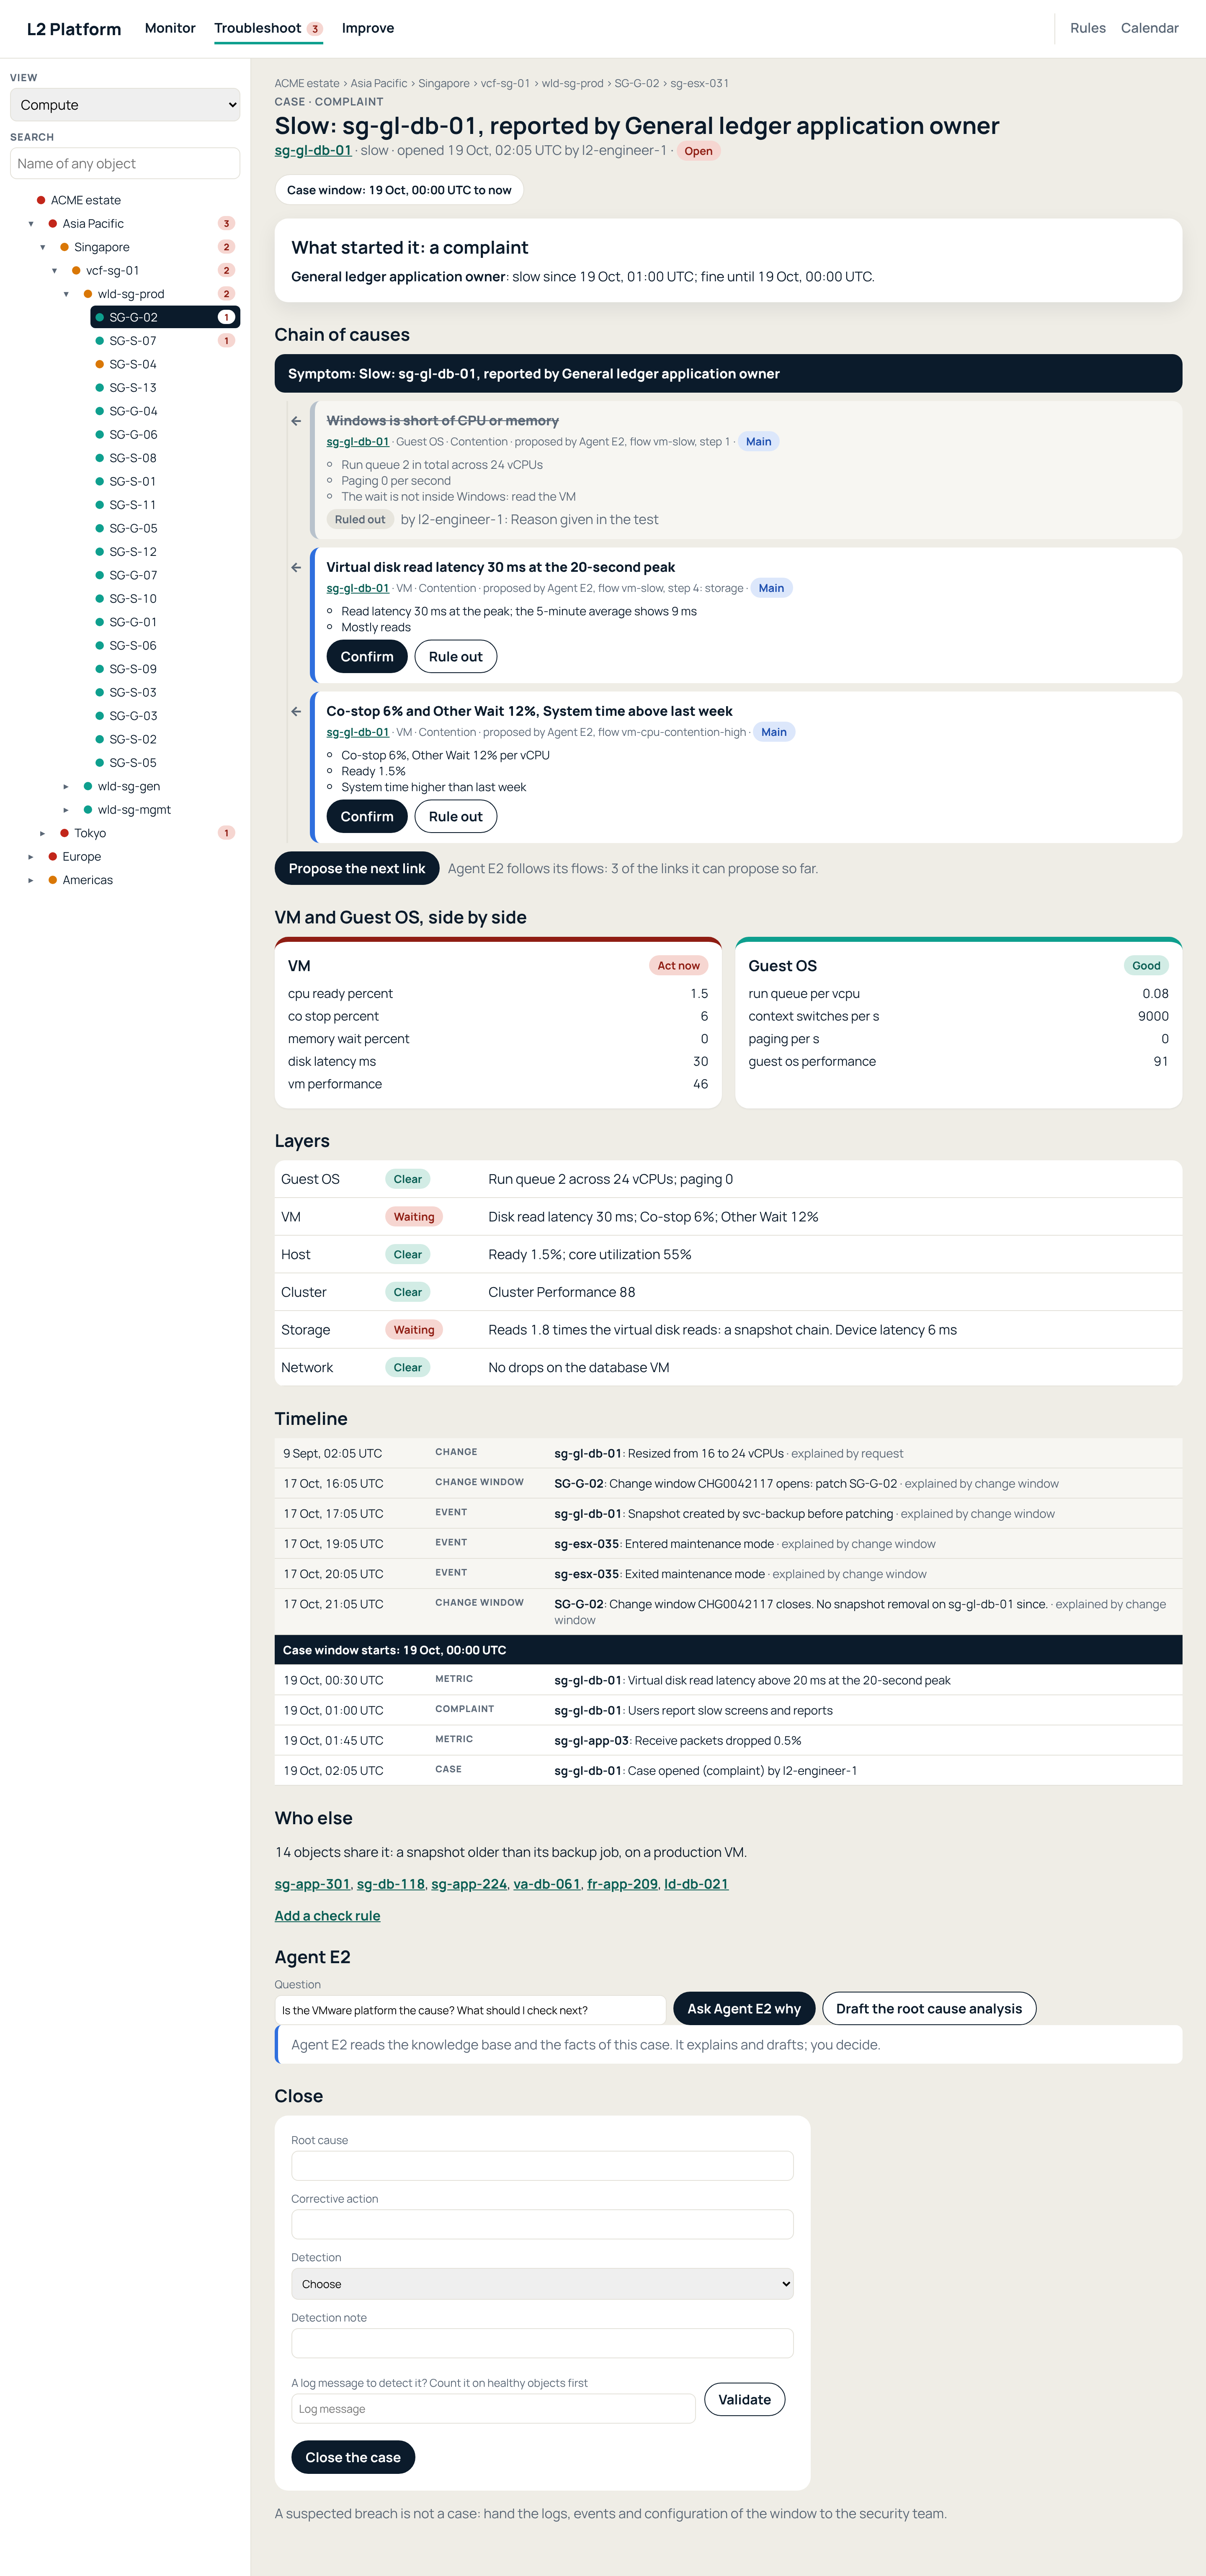 L2 Platform Monitor Troubleshoot 3 Improve Rules Calendar
VIEW
Compute
SEARCH
Name of any object
ACME estate
Asia Pacific 3
Singapore 2
vcf-sg-01 2
wld-sg-prod 2
SG-G-02 1
SG-S-07 1
SG-S-04
SG-S-13
SG-G-04
SG-G-06
SG-S-08
SG-S-01
SG-S-11
SG-G-05
SG-S-12
SG-G-07
SG-S-10
SG-G-01
SG-S-06
SG-S-09
SG-S-03
SG-G-03
SG-S-02
SG-S-05
wld-sg-gen
wld-sg-mgmt
Tokyo 1
Europe
Americas
ACME estate › Asia Pacific › Singapore › vcf-sg-01 › wld-sg-prod › SG-G-02 › sg-esx-031
CASE · COMPLAINT
Slow: sg-gl-db-01, reported by General ledger application owner
sg-gl-db-01 · slow · opened 19 Oct, 02:05 UTC by l2-engineer-1 · Open
Case window: 19 Oct, 00:00 UTC to now
What started it: a complaint
General ledger application owner: slow since 19 Oct, 01:00 UTC; fine until 19 Oct, 00:00 UTC.
Chain of causes
Symptom: Slow: sg-gl-db-01, reported by General ledger application owner
← Windows is short of CPU or memory
sg-gl-db-01 · Guest OS · Contention · proposed by Agent E2, flow vm-slow, step 1 · Main
Run queue 2 in total across 24 vCPUs
Paging 0 per second
The wait is not inside Windows: read the VM
Ruled out by l2-engineer-1: Reason given in the test
← Virtual disk read latency 30 ms at the 20-second peak
sg-gl-db-01 · VM · Contention · proposed by Agent E2, flow vm-slow, step 4: storage · Main
Read latency 30 ms at the peak; the 5-minute average shows 9 ms
Mostly reads
Confirm Rule out
← Co-stop 6% and Other Wait 12%, System time above last week
sg-gl-db-01 · VM · Contention · proposed by Agent E2, flow vm-cpu-contention-high · Main
Co-stop 6%, Other Wait 12% per vCPU
Ready 1.5%
System time higher than last week
Confirm Rule out
Propose the next link Agent E2 follows its flows: 3 of the links it can propose so far.
VM and Guest OS, side by side
VM Act now
cpu ready percent 1.5
co stop percent 6
memory wait percent 0
disk latency ms 30
vm performance 46
Guest OS Good
run queue per vcpu 0.08
context switches per s 9000
paging per s 0
guest os performance 91
Layers
Guest OS Clear Run queue 2 across 24 vCPUs; paging 0
VM Waiting Disk read latency 30 ms; Co-stop 6%; Other Wait 12%
Host Clear Ready 1.5%; core utilization 55%
Cluster Clear Cluster Performance 88
Storage Waiting Reads 1.8 times the virtual disk reads: a snapshot chain. Device latency 6 ms
Network Clear No drops on the database VM
Timeline
9 Sept, 02:05 UTC CHANGE sg-gl-db-01: Resized from 16 to 24 vCPUs · explained by request
17 Oct, 16:05 UTC CHANGE WINDOW SG-G-02: Change window CHG0042117 opens: patch SG-G-02 · explained by change window
17 Oct, 17:05 UTC EVENT sg-gl-db-01: Snapshot created by svc-backup before patching · explained by change window
17 Oct, 19:05 UTC EVENT sg-esx-035: Entered maintenance mode · explained by change window
17 Oct, 20:05 UTC EVENT sg-esx-035: Exited maintenance mode · explained by change window
17 Oct, 21:05 UTC CHANGE WINDOW SG-G-02: Change window CHG0042117 closes. No snapshot removal on sg-gl-db-01 since. · explained by change
window
Case window starts: 19 Oct, 00:00 UTC
19 Oct, 00:30 UTC METRIC sg-gl-db-01: Virtual disk read latency above 20 ms at the 20-second peak
19 Oct, 01:00 UTC COMPLAINT sg-gl-db-01: Users report slow screens and reports
19 Oct, 01:45 UTC METRIC sg-gl-app-03: Receive packets dropped 0.5%
19 Oct, 02:05 UTC CASE sg-gl-db-01: Case opened (complaint) by l2-engineer-1
Who else
14 objects share it: a snapshot older than its backup job, on a production VM.
sg-app-301, sg-db-118, sg-app-224, va-db-061, fr-app-209, ld-db-021
Add a check rule
Agent E2
Question
Is the VMware platform the cause? What should I check next? Ask Agent E2 why Draft the root cause analysis
Agent E2 reads the knowledge base and the facts of this case. It explains and drafts; you decide.
Close
Root cause
Corrective action
Detection
Choose
Detection note
A log message to detect it? Count it on healthy objects first
Log message Validate
Close the case
A suspected breach is not a case: hand the logs, events and configuration of the window to the security team.